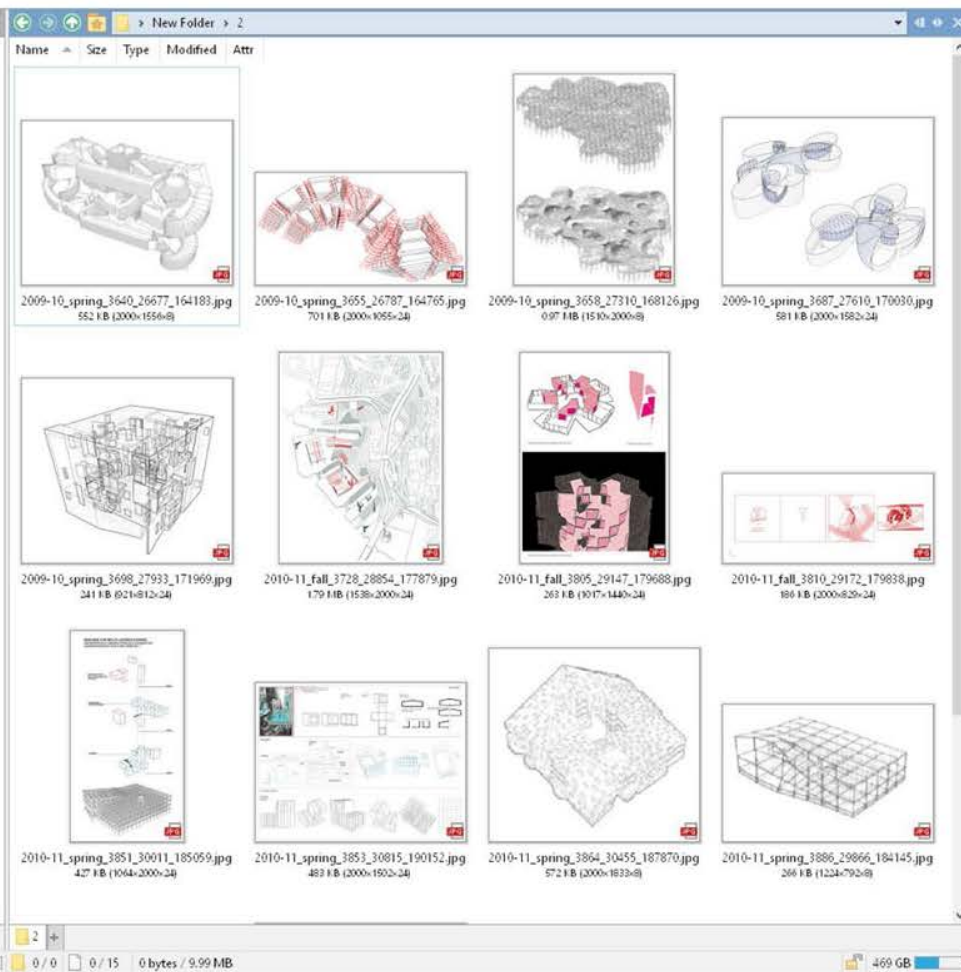 New Folder > 2
Name Size Type Modified Attr
2009-10_spring_3640_26677_164183.jpg
552 KB (2000×1556×8)
2009-10_spring_3655_26787_164765.jpg
701 KB (2000×1055×24)
2009-10_spring_3658_27310_168126.jpg
0.97 MB (1510×2000×8)
2009-10_spring_3687_27610_170030.jpg
581 KB (2000×1582×24)
2009-10_spring_3698_27933_171969.jpg
241 KB (921×812×24)
2010-11_fall_3728_28854_177879.jpg
1.79 MB (1538×2000×24)
2010-11_fall_3805_29147_179688.jpg
263 KB (1017×1440×24)
2010-11_fall_3810_29172_179838.jpg
186 KB (2000×829×24)
2010-11_spring_3851_30011_185059.jpg
427 KB (1064×2000×24)
2010-11_spring_3853_30815_190152.jpg
483 KB (2000×1502×24)
2010-11_spring_3864_30455_187870.jpg
572 KB (2000×1833×8)
2010-11_spring_3886_29866_184145.jpg
266 KB (1224×792×8)
2
0 / 0 0 / 15 0 bytes / 9.99 MB 469 GB